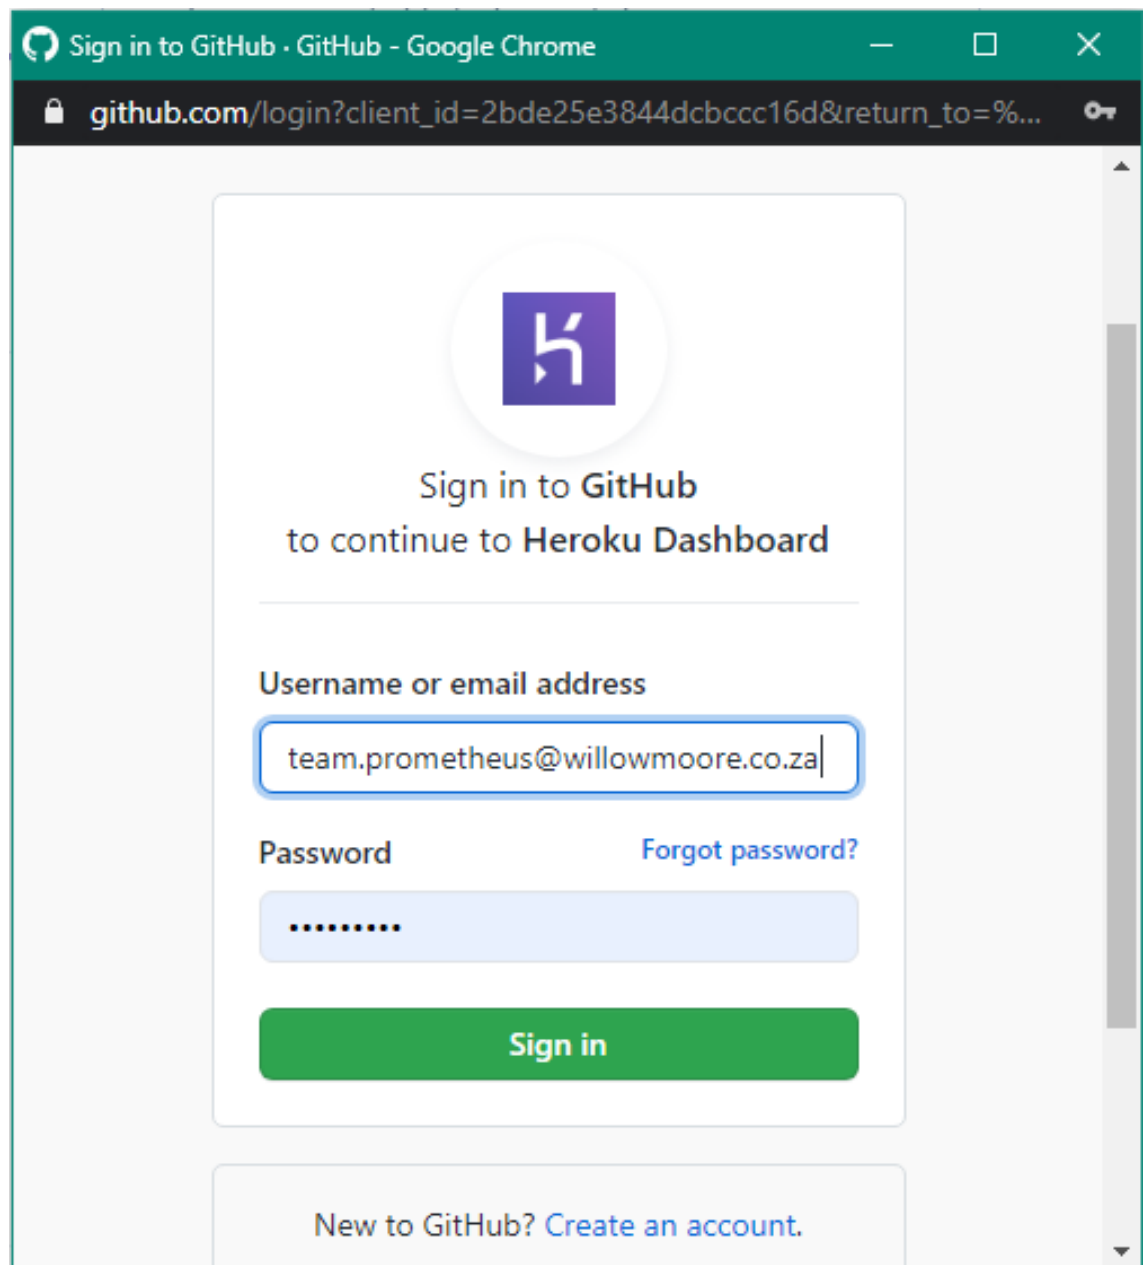 Sign in to GitHub · GitHub - Google Chrome
github.com/login?client_id=2bde25e3844dcbccc16d&return_to=%...
Sign in to GitHub
to continue to Heroku Dashboard
Username or email address
team.prometheus@willowmoore.co.za
Password Forgot password?
•••••••••
Sign in
New to GitHub? Create an account.